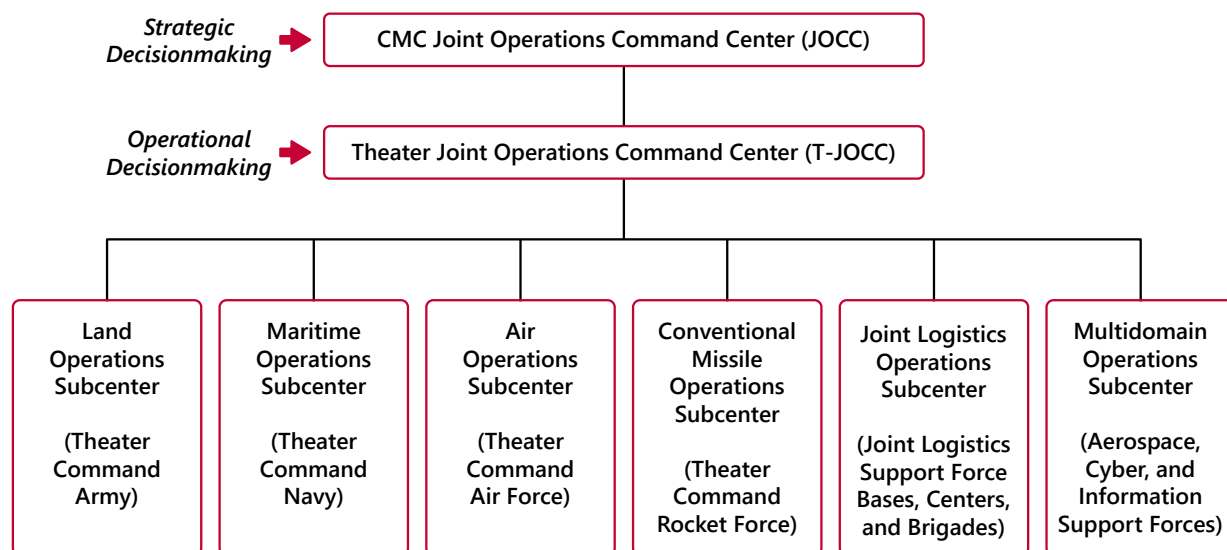 Strategic
Decisionmaking
CMC Joint Operations Command Center (JOCC)
Operational
Decisionmaking
Theater Joint Operations Command Center (T-JOCC)
Land
Operations
Subcenter
(Theater
Command
Army)
Maritime
Operations
Subcenter
(Theater
Command
Navy)
Air
Operations
Subcenter
(Theater
Command
Air Force)
Conventional
Missile
Operations
Subcenter
(Theater
Command
Rocket Force)
Joint Logistics
Operations
Subcenter
(Joint Logistics
Support Force
Bases, Centers,
and Brigades)
Multidomain
Operations
Subcenter
(Aerospace,
Cyber, and
Information
Support Forces)